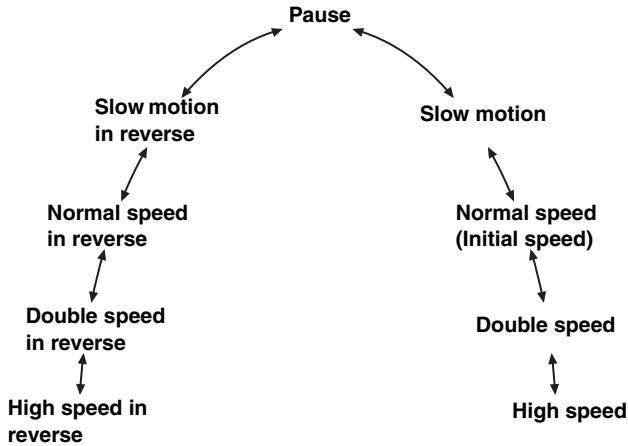 Pause
Slow motion
in reverse
Slow motion
Normal speed
in reverse
Normal speed
(Initial speed)
Double speed
in reverse
Double speed
High speed in
reverse
High speed